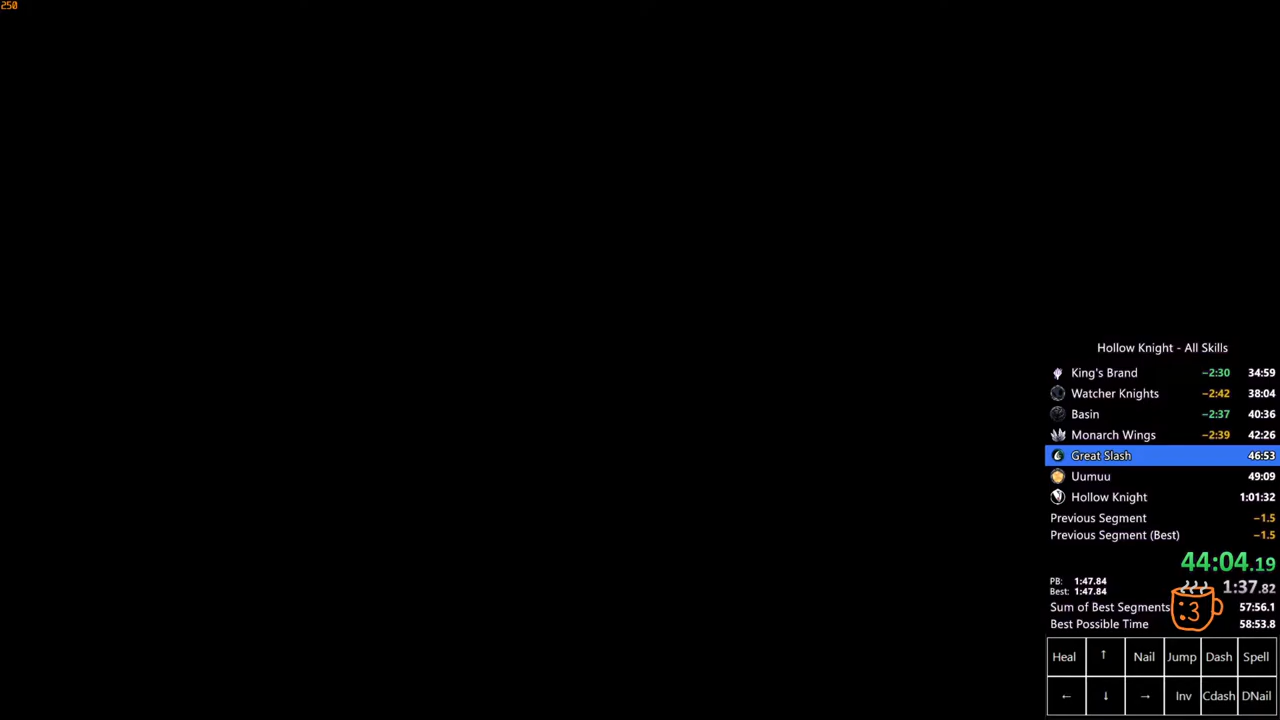 250
Hollow Knight - All Skills
King's Brand −2:30 34:59
Watcher Knights −2:42 38:04
Basin −2:37 40:36
Monarch Wings −2:39 42:26
Great Slash 46:53
Uumuu 49:09
Hollow Knight 1:01:32
Previous Segment −1.5
Previous Segment (Best) −1.5
44:04.19
PB: 1:47.84 1:37.82
Best: 1:47.84
Sum of Best Segments 57:56.1
:3
Best Possible Time 58:53.8
Heal ↑ Nail Jump Dash Spell
← ↓ → Inv Cdash DNail